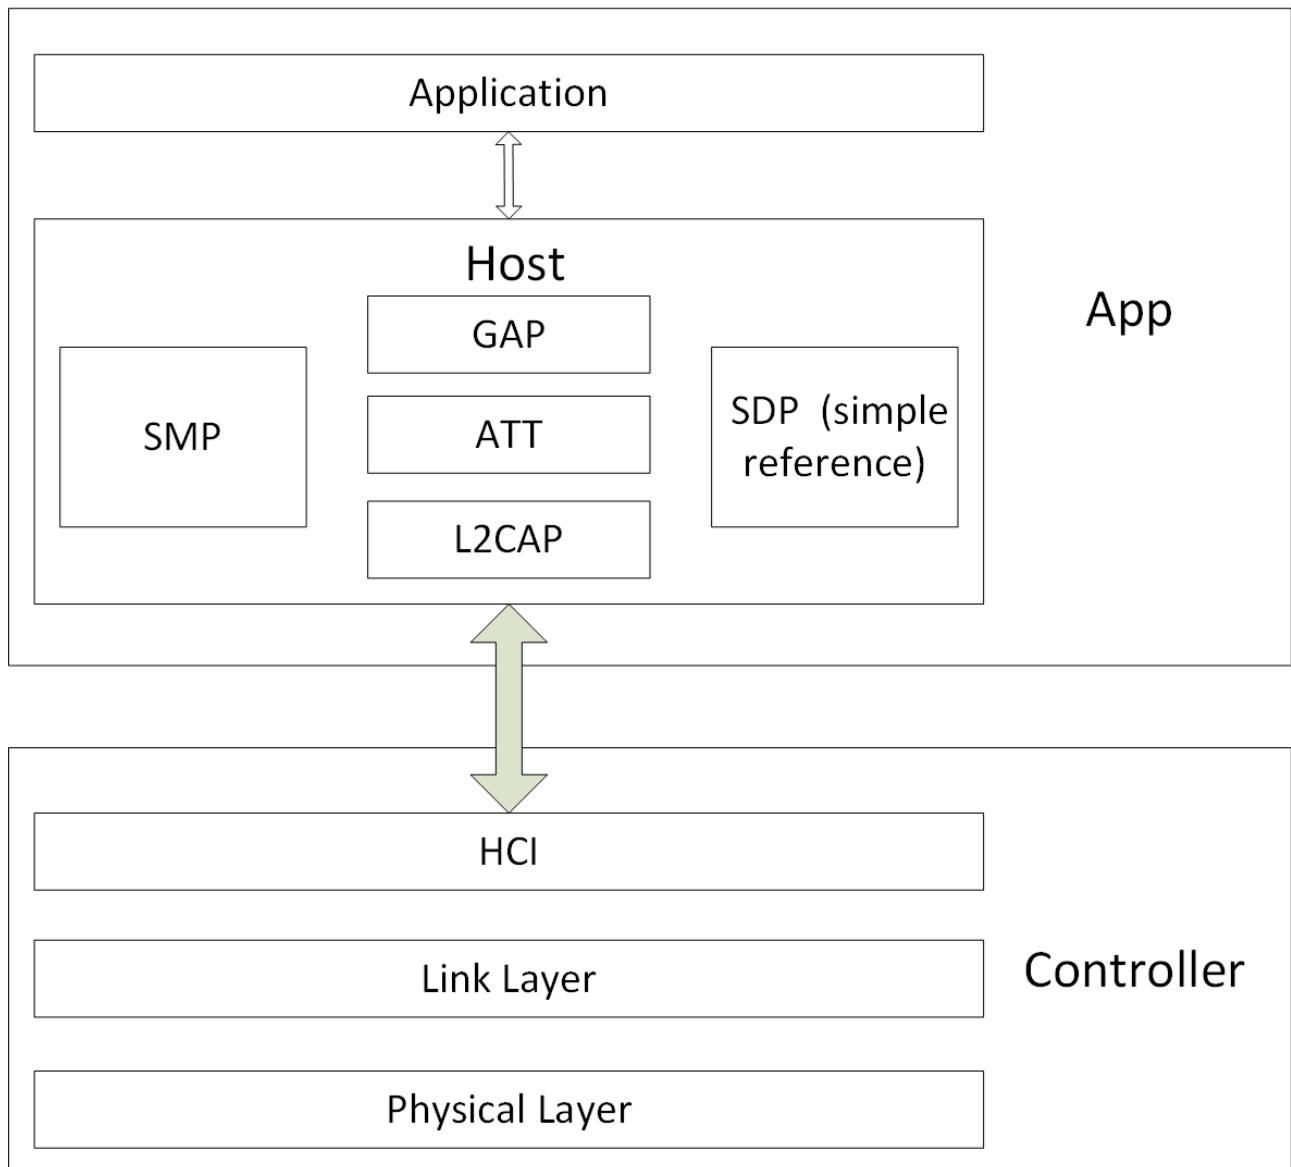 Application
Host
GAP
App
SMP
ATT
SDP (simple
reference)
L2CAP
HCI
Link Layer
Controller
Physical Layer